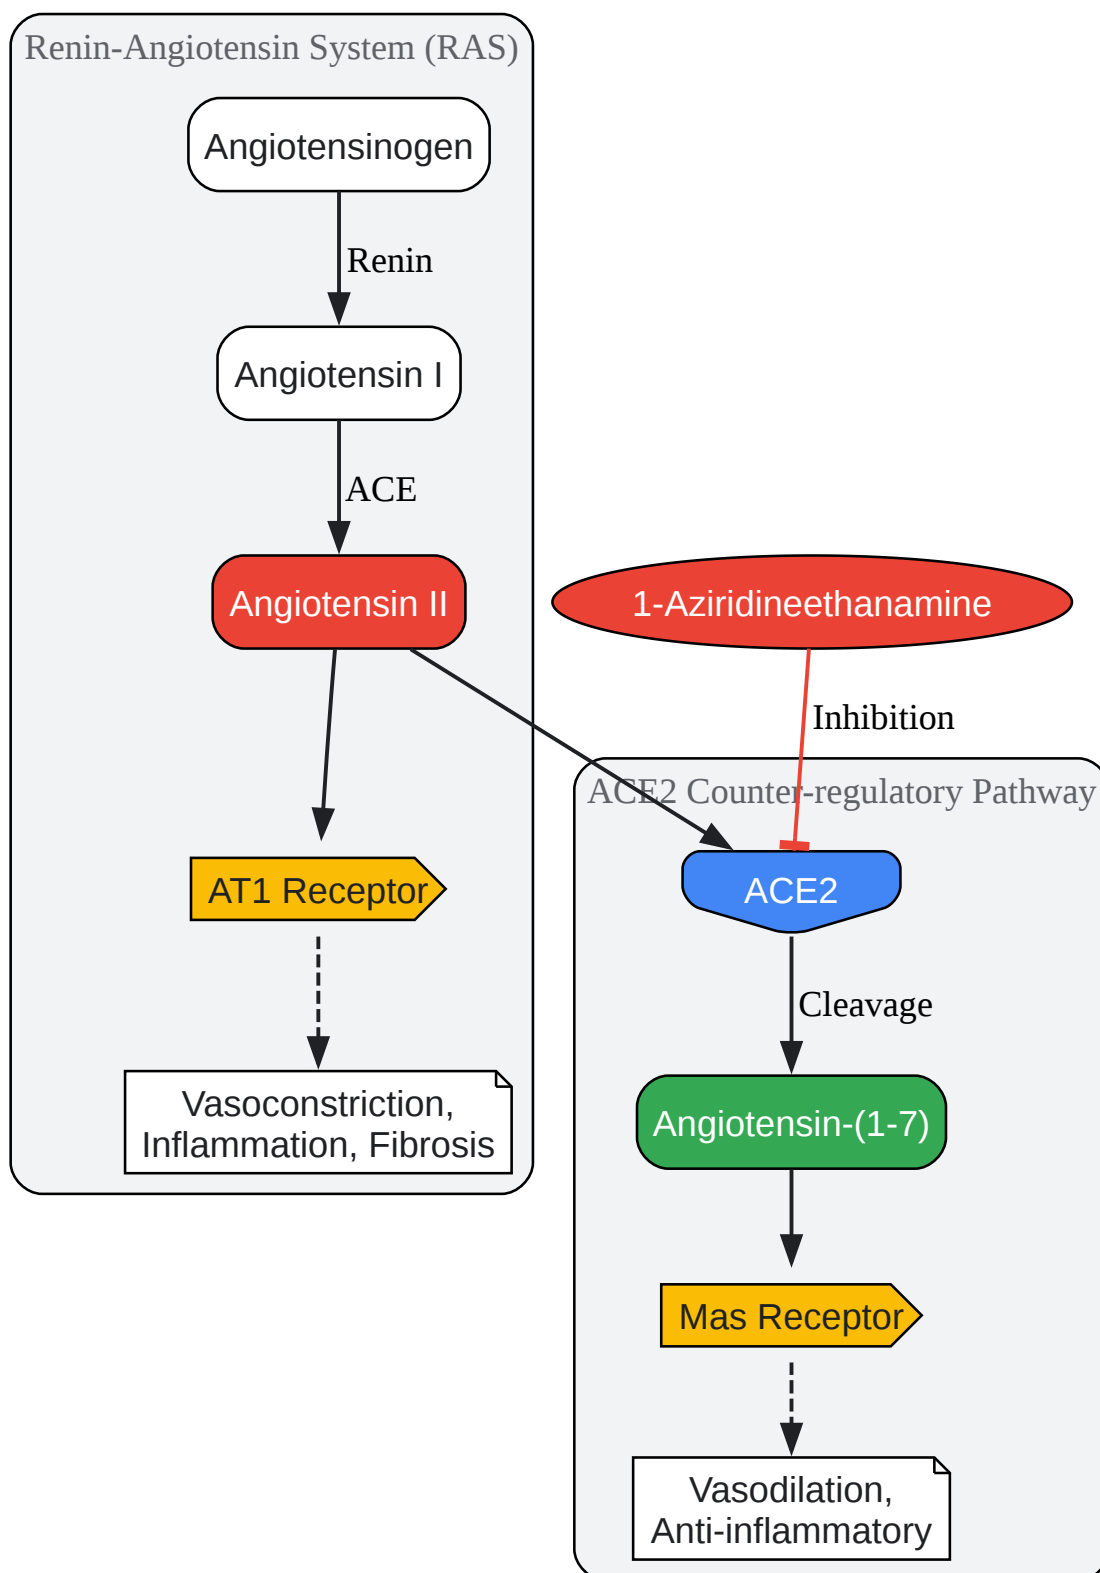 Renin-Angiotensin System (RAS)
Angiotensinogen
Renin
Angiotensin I
ACE
Angiotensin II
1-Aziridineethanamine
Inhibition
ACE2 Counter-regulatory Pathway
AT1 Receptor
ACE2
Cleavage
Vasoconstriction,
Inflammation, Fibrosis
Angiotensin-(1-7)
Mas Receptor
Vasodilation,
Anti-inflammatory